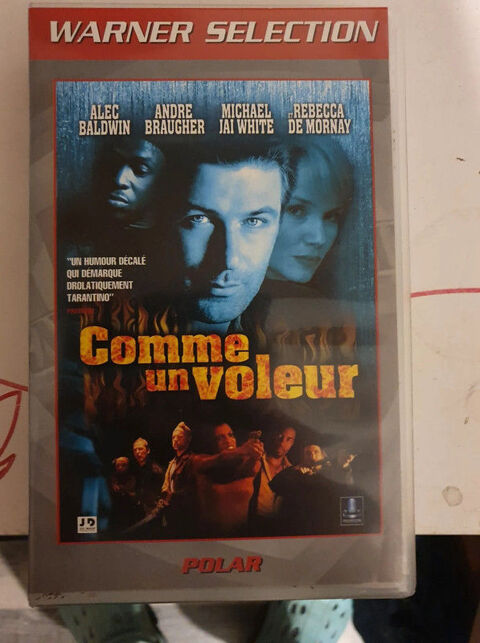 WARNER SELECTION
ALEC ANDRE MICHAEL ET REBECCA
BALDWIN BRAUGHER JAI WHITE DE MORNAY
"UN HUMOUR DÉCALÉ
QUI DÉMARQUE
DROLATIQUEMENT
TARANTINO"
Comme
un voleur
POLAR